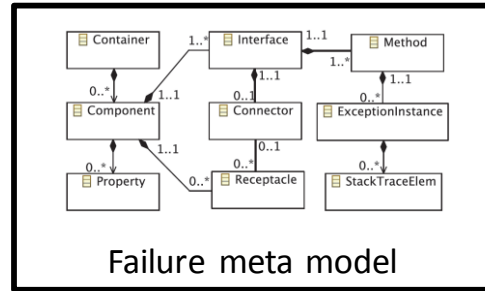 Container
Interface
Method
1..*
1..1
1..*
1..1
0..*
1..1
1..1
0..1
0..*
Component
Connector
ExceptionInstance
1..1
0..1
0..*
0..*
0..*
0..*
Property
Receptacle
StackTraceElem
Failure meta model